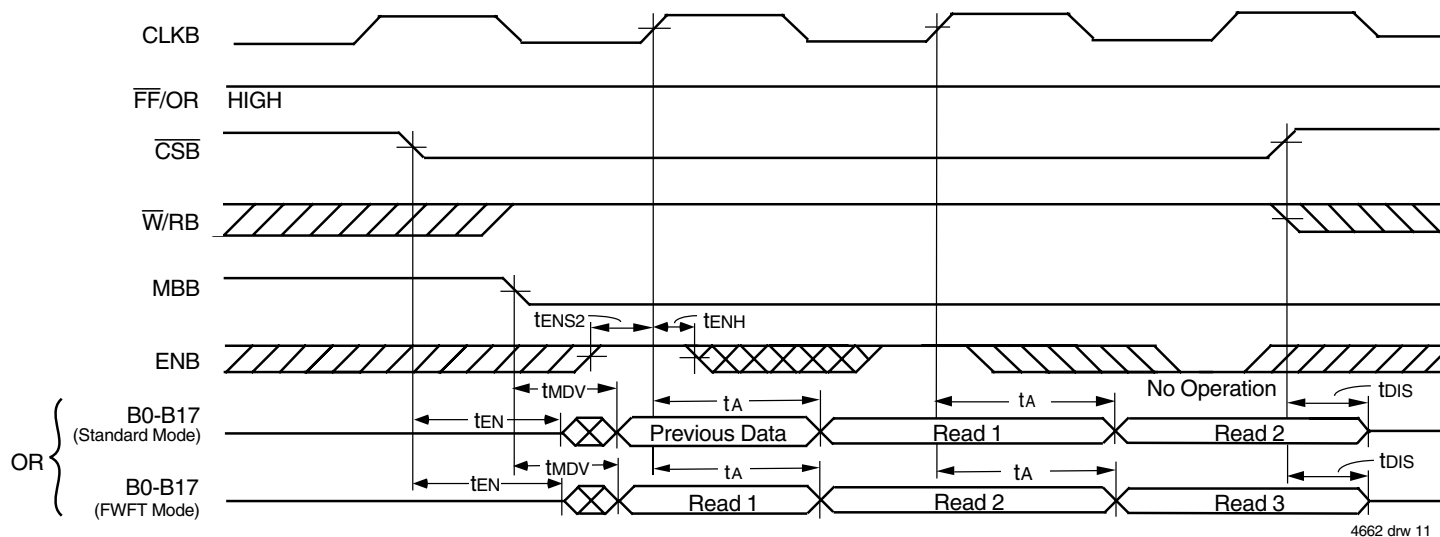 CLKB
FF/OR HIGH
CSB
W/RB
MBB
tENS2 tENH
ENB
No Operation
tMDV tA tA tDIS
B0-B17 tEN
(Standard Mode) Previous Data Read 1 Read 2
OR
tMDV tA tA tDIS
B0-B17 tEN
(FWFT Mode) Read 1 Read 2 Read 3
4662 drw 11